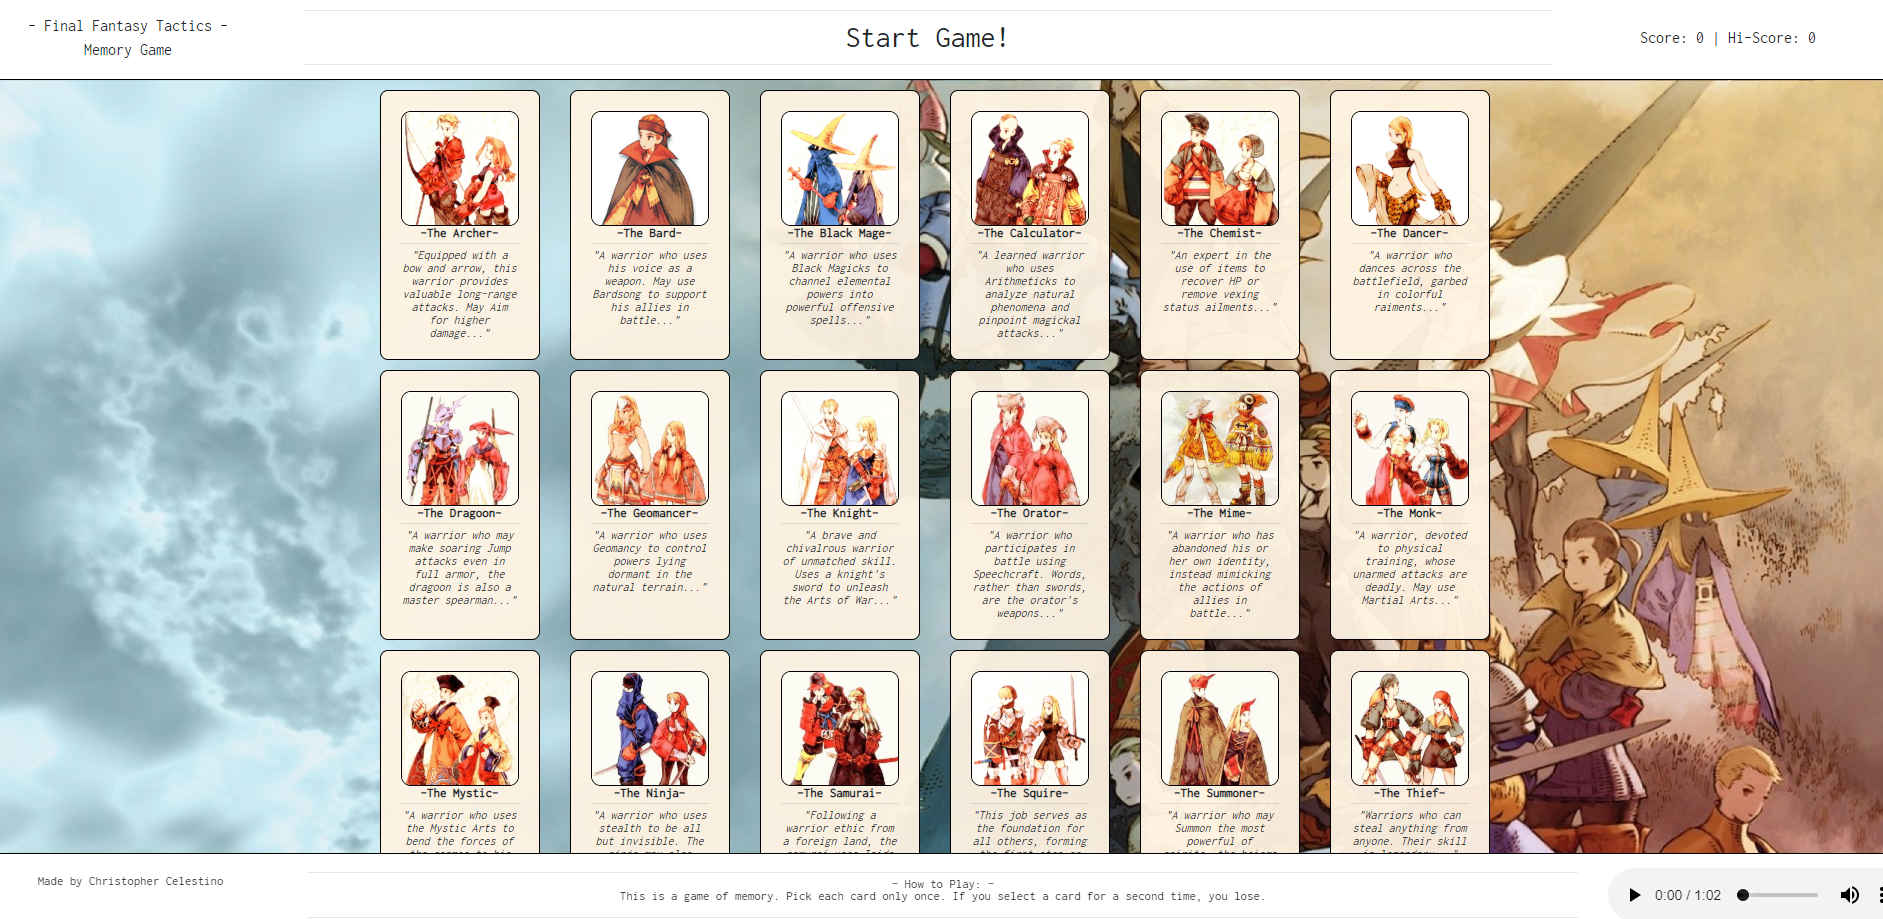 - Final Fantasy Tactics -
Memory Game
Start Game!
Score: 0 | Hi-Score: 0
-The Archer-
"Equipped with a
bow and arrow, this
warrior provides
valuable long-range
attacks. May Aim
for higher
damage..."
-The Bard-
"A warrior who uses
his voice as a
weapon. May use
Bardsong to support
his allies in
battle..."
-The Black Mage-
"A warrior who uses
Black Magicks to
channel elemental
powers into
powerful offensive
spells..."
-The Calculator-
"A learned warrior
who uses
Arithmeticks to
analyze natural
phenomena and
pinpoint magickal
attacks..."
-The Chemist-
"An expert in the
use of items to
recover HP or
remove vexing
status ailments..."
-The Dancer-
"A warrior who
dances across the
battlefield, garbed
in colorful
raiments..."
-The Dragoon-
"A warrior who may
make soaring Jump
attacks even in
full armor, the
dragoon is also a
master spearman..."
-The Geomancer-
"A warrior who uses
Geomancy to control
powers lying
dormant in the
natural terrain..."
-The Knight-
"A brave and
chivalrous warrior
of unmatched skill.
Uses a knight's
sword to unleash
the Arts of War..."
-The Orator-
"A warrior who
participates in
battle using
Speechcraft. Words,
rather than swords,
are the orator's
weapons..."
-The Mime-
"A warrior who has
abandoned his or
her own identity,
instead mimicking
the actions of
allies in
battle..."
-The Monk-
"A warrior, devoted
to physical
training, whose
unarmed attacks are
deadly. May use
Martial Arts..."
-The Mystic-
"A warrior who uses
the Mystic Arts to
bend the forces of
-The Ninja-
"A warrior who uses
stealth to be all
but invisible. The
-The Samurai-
"Following a
warrior ethic from
a foreign land, the
-The Squire-
"This job serves as
the foundation for
all others, forming
-The Summoner-
"A warrior who may
Summon the most
powerful of
-The Thief-
"Warriors who can
steal anything from
anyone. Their skill
Made by Christopher Celestino
- How to Play: -
This is a game of memory. Pick each card only once. If you select a card for a second time, you lose.
0:00 / 1:02